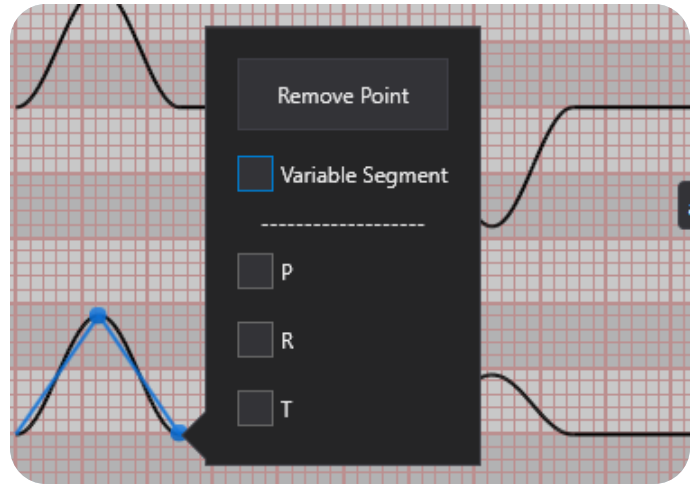 Remove Point
Variable Segment
--------------------
P
R
T